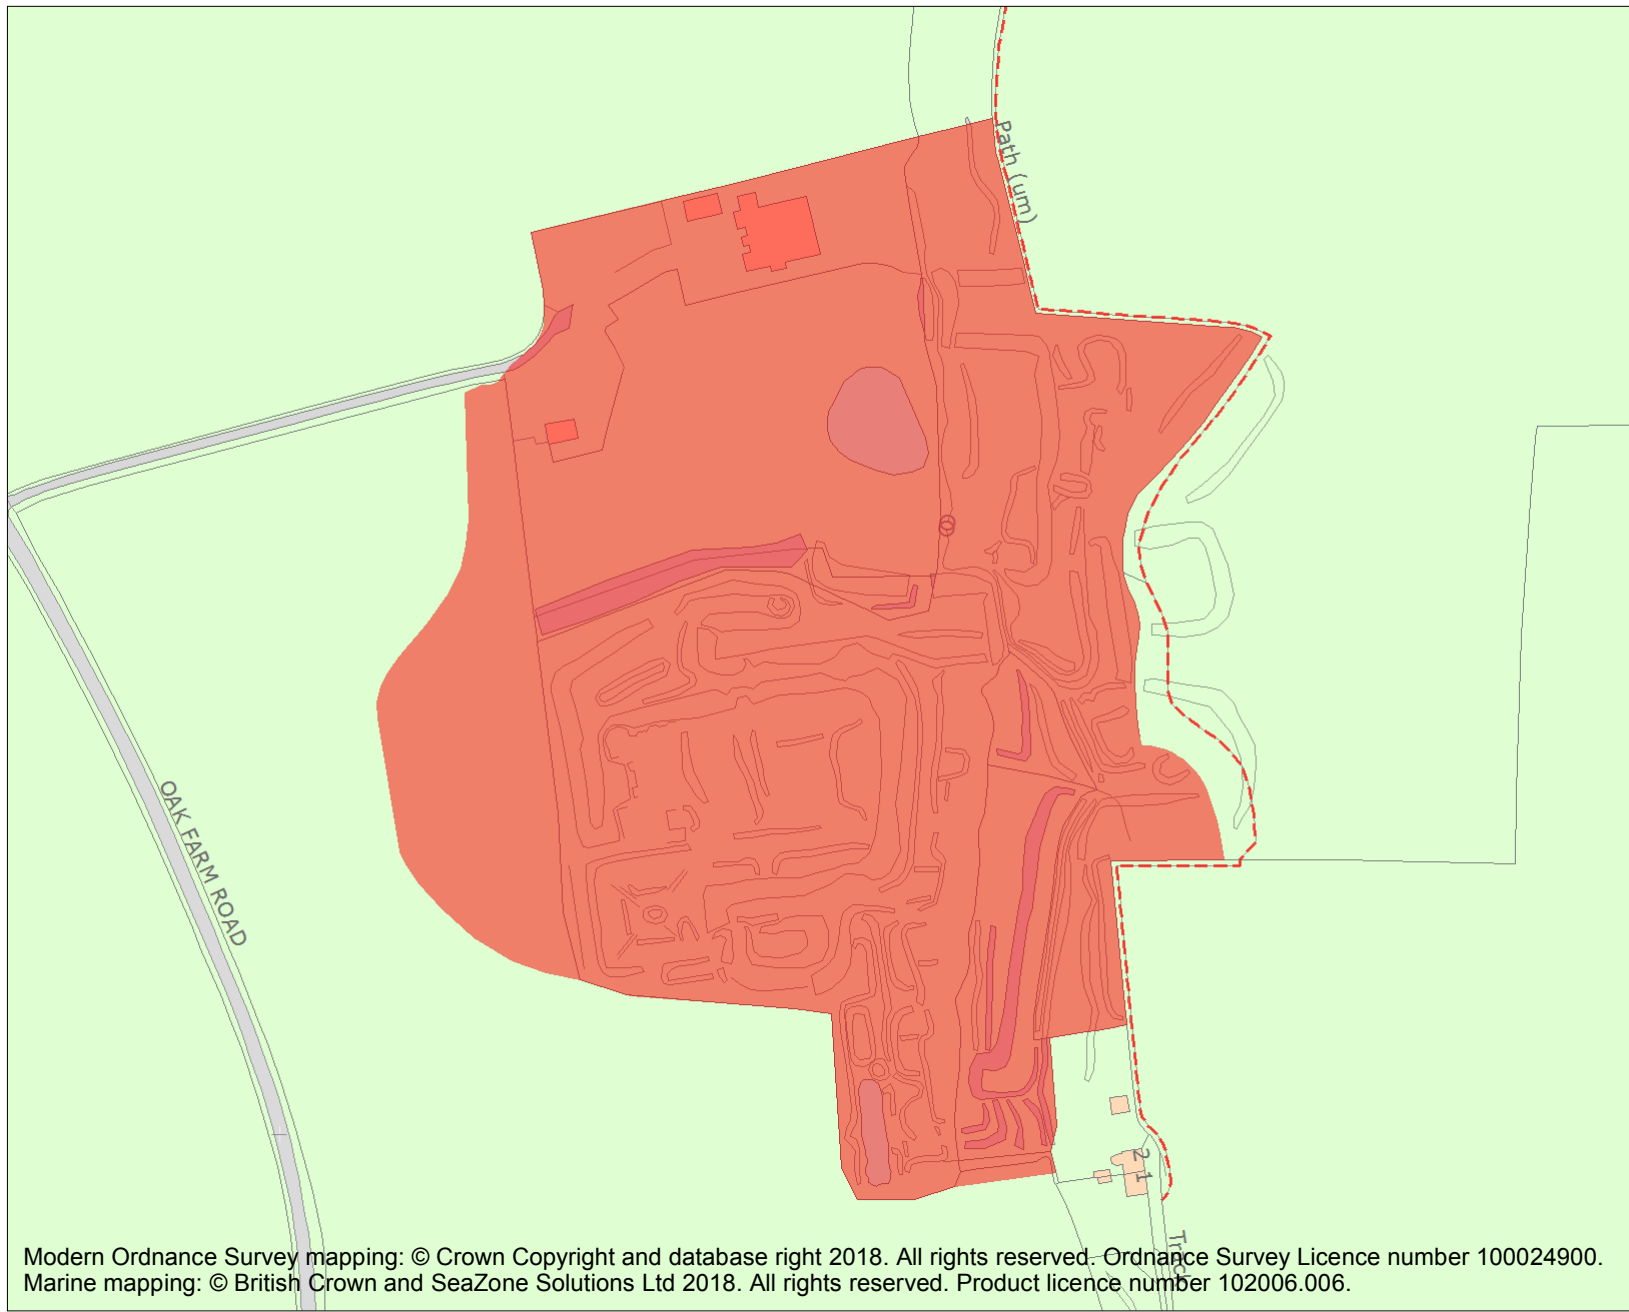 Path (um)
OAK FARM ROAD
2
1
Track
Modern Ordnance Survey mapping: © Crown Copyright and database right 2018. All rights reserved. Ordnance Survey Licence number 100024900.
Marine mapping: © British Crown and SeaZone Solutions Ltd 2018. All rights reserved. Product licence number 102006.006.